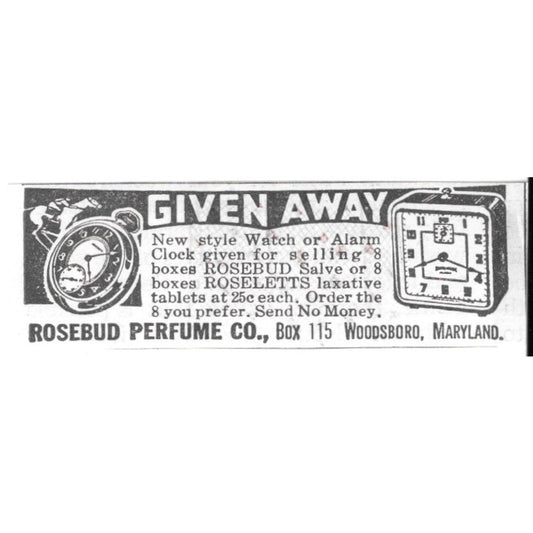 GIVEN AWAY
New style Watch or Alarm
Clock given for selling 8
boxes ROSEBUD Salve or 8
boxes ROSELETTS laxative
tablets at 25c each. Order the
8 you prefer. Send No Money.
ROSEBUD PERFUME CO., BOX 115 WOODSBORO, MARYLAND.